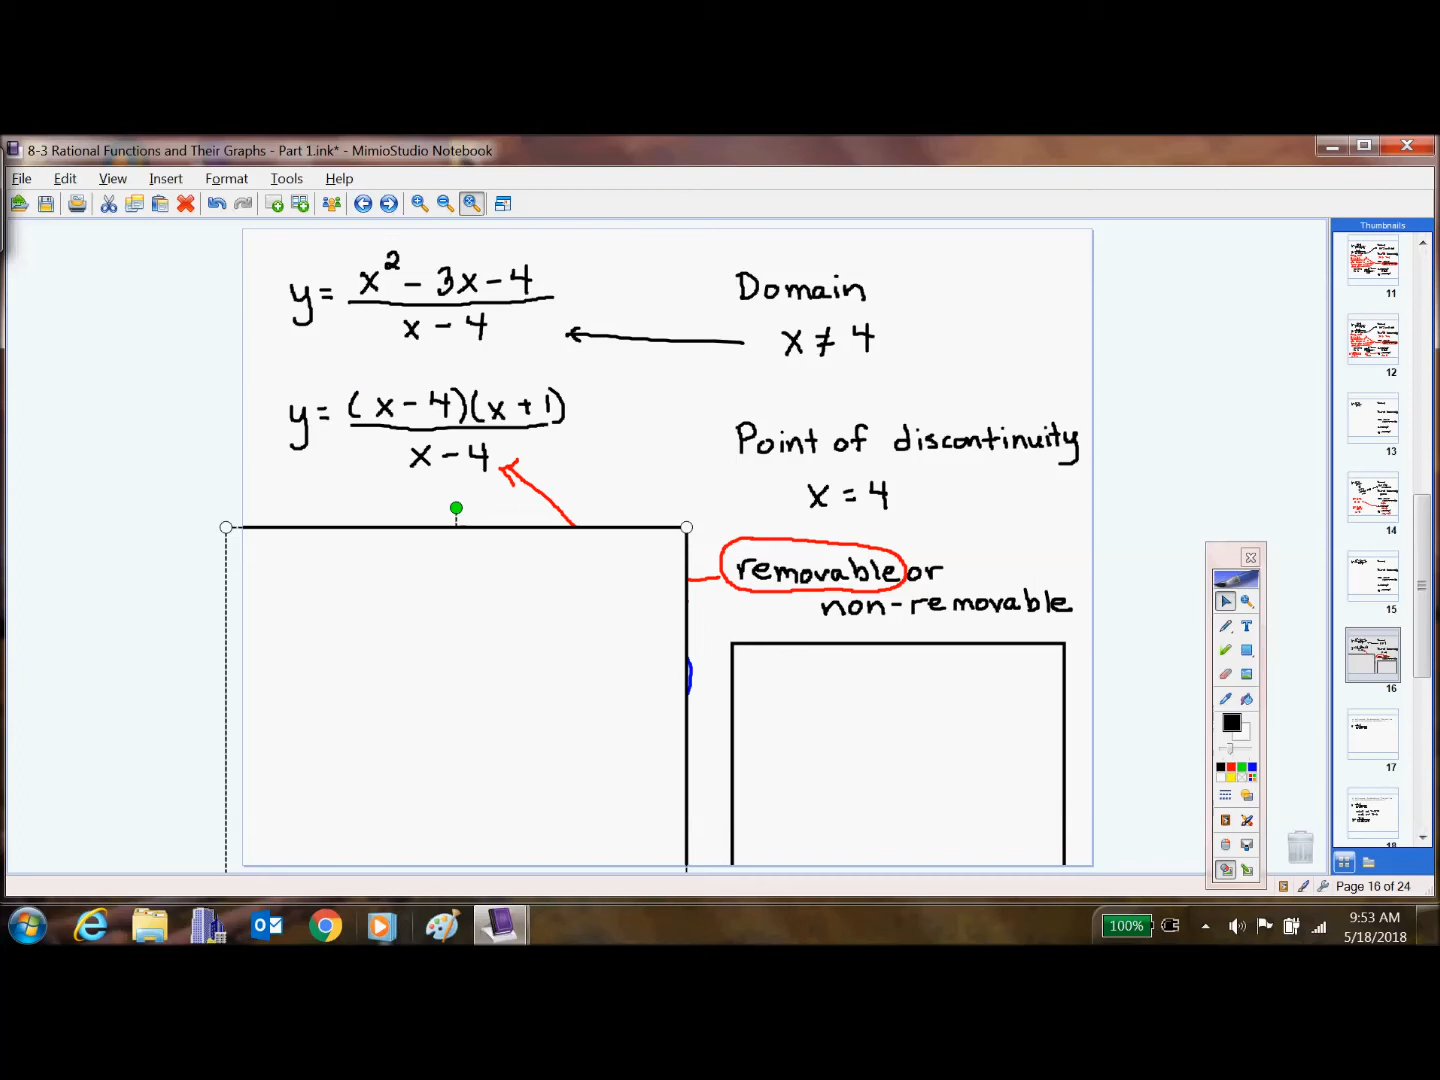 8-3 Rational Functions and Their Graphs - Part 1.ink* - MimioStudio Notebook
File Edit View Insert Format Tools Help
Thumbnails
y = x² - 3x - 4 / x - 4
Domain
x ≠ 4
y = (x - 4)(x + 1) / x - 4
Point of discontinuity
x = 4
removable or
non-removable
11
12
13
14
15
16
17
18
Page 16 of 24
100%
9:53 AM
5/18/2018